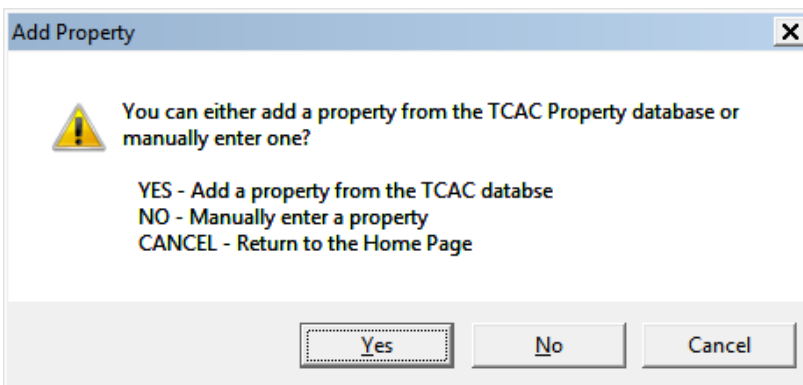 Add Property
You can either add a property from the TCAC Property database or
manually enter one?
YES - Add a property from the TCAC databse
NO - Manually enter a property
CANCEL - Return to the Home Page
Yes
No
Cancel